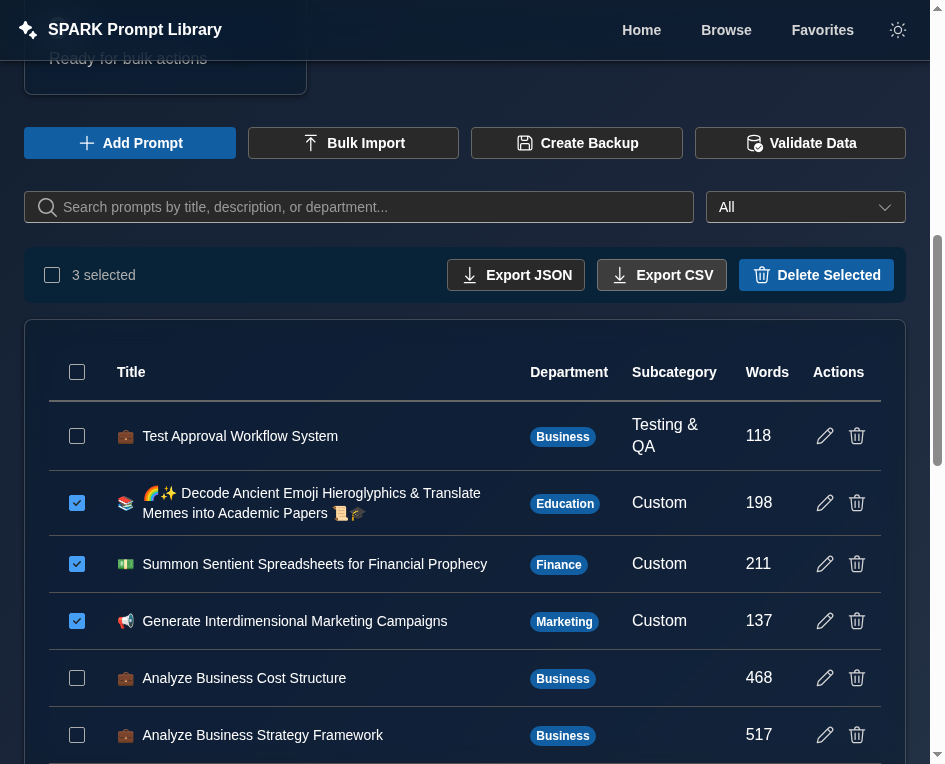 SPARK Prompt Library
Home
Browse
Favorites
Ready for bulk actions
Add Prompt
Bulk Import
Create Backup
Validate Data
Search prompts by title, description, or department...
All
3 selected
Export JSON
Export CSV
Delete Selected
Title
Department
Subcategory
Words
Actions
Test Approval Workflow System
Business
Testing &
QA
118
🌈✨ Decode Ancient Emoji Hieroglyphics & Translate
Memes into Academic Papers 📜🎓
Education
Custom
198
Summon Sentient Spreadsheets for Financial Prophecy
Finance
Custom
211
Generate Interdimensional Marketing Campaigns
Marketing
Custom
137
Analyze Business Cost Structure
Business
468
Analyze Business Strategy Framework
Business
517